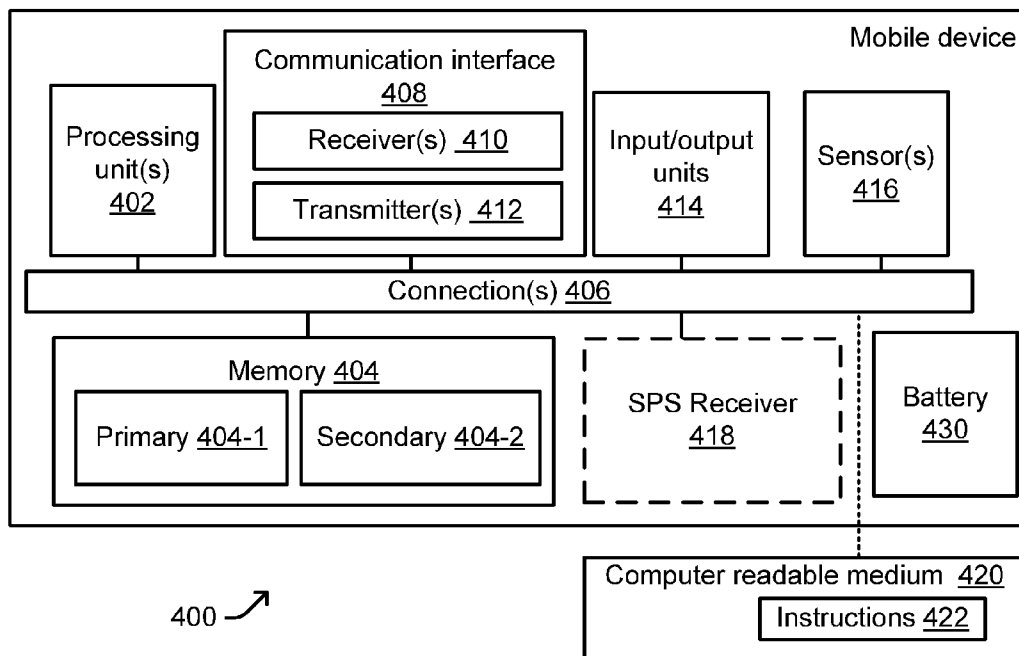 Mobile device
Communication interface
408
Receiver(s) 410
Transmitter(s) 412
Processing
unit(s)
402
Input/output
units
414
Sensor(s)
416
Connection(s) 406
Memory 404
Primary 404-1
Secondary 404-2
SPS Receiver
418
Battery
430
Computer readable medium 420
Instructions 422
400